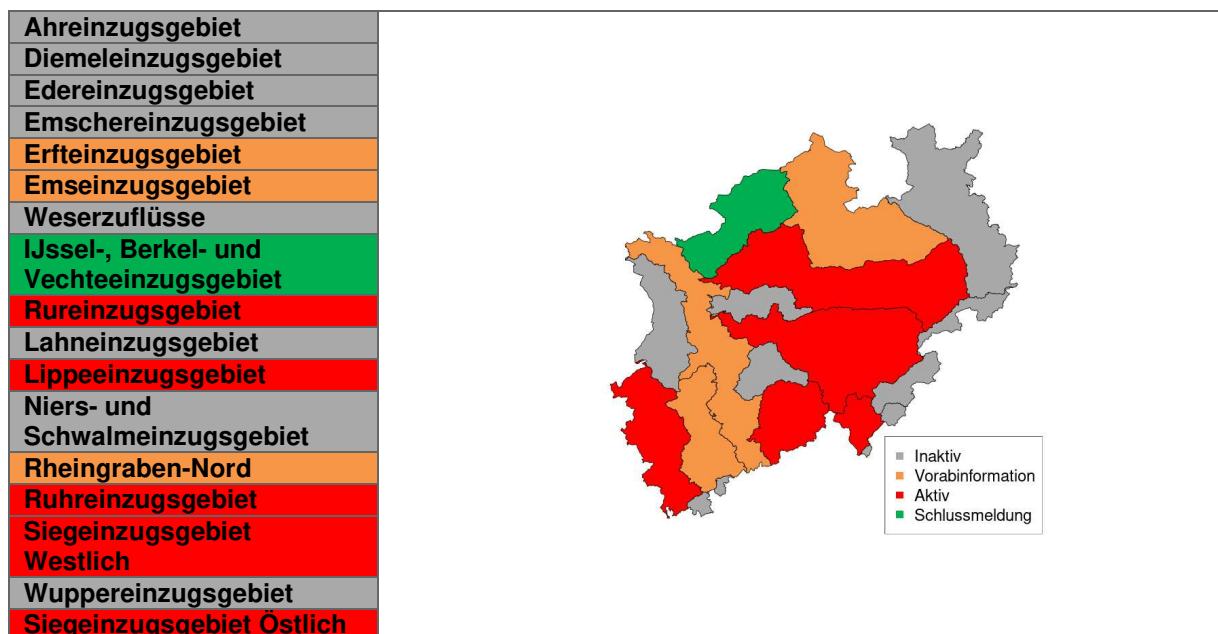 Ahreinzugsgebiet
Diemeleinzugsgebiet
Edereinzugsgebiet
Emschereinzugsgebiet
Erfteinzugsgebiet
Emseinzugsgebiet
Weserzuflüsse
IJssel-, Berkel- und
Vechteeinzugsgebiet
Rureinzugsgebiet
Lahneinzugsgebiet
Lippeeinzugsgebiet
Niers- und
Schwalmeinzugsgebiet
Rheingraben-Nord
Ruhreinzugsgebiet
Siegeinzugsgebiet
Westlich
Wuppereinzugsgebiet
Siegeinzugsgebiet Östlich
Inaktiv
Vorabinformation
Aktiv
Schlussmeldung